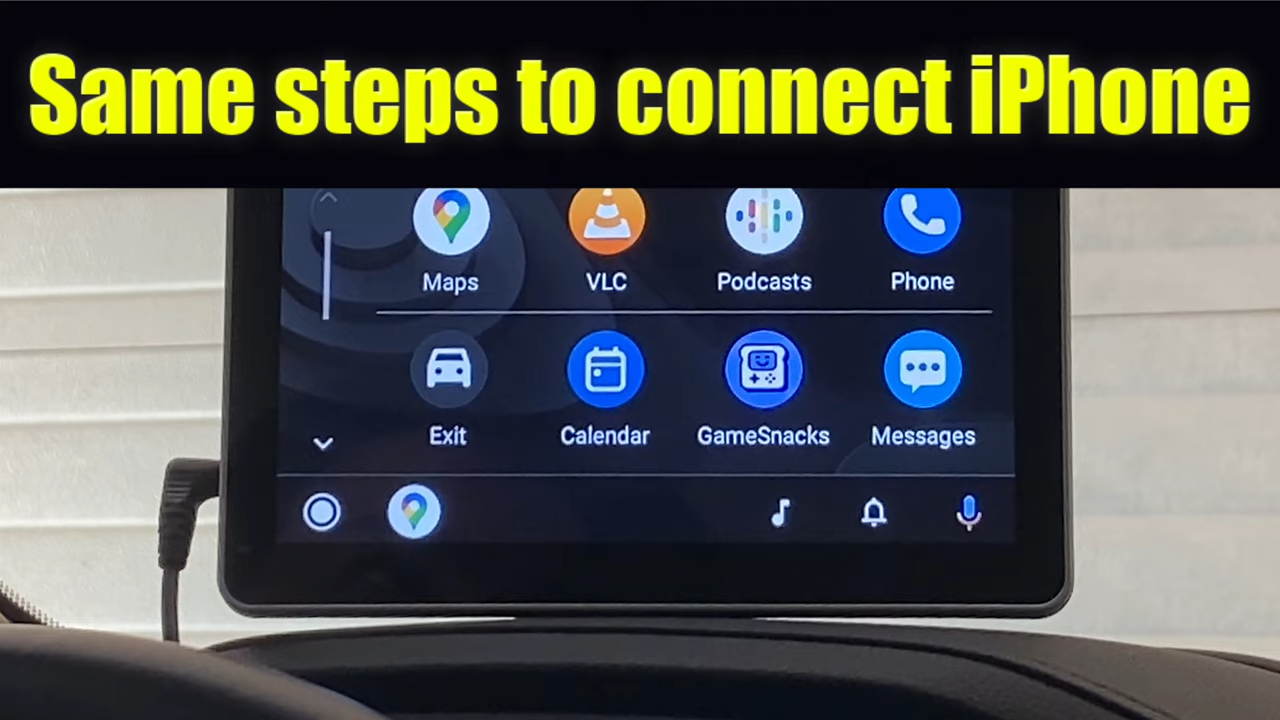 Same steps to connect iPhone
Maps VLC Podcasts Phone
Exit Calendar GameSnacks Messages